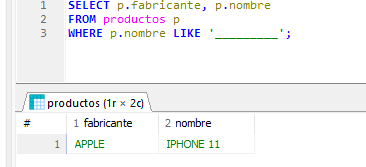 1 SELECT p.fabricante, p.nombre
2 FROM productos p
3 WHERE p.nombre LIKE '_________';
productos (1r × 2c)
# 1 fabricante 2 nombre
1 APPLE IPHONE 11